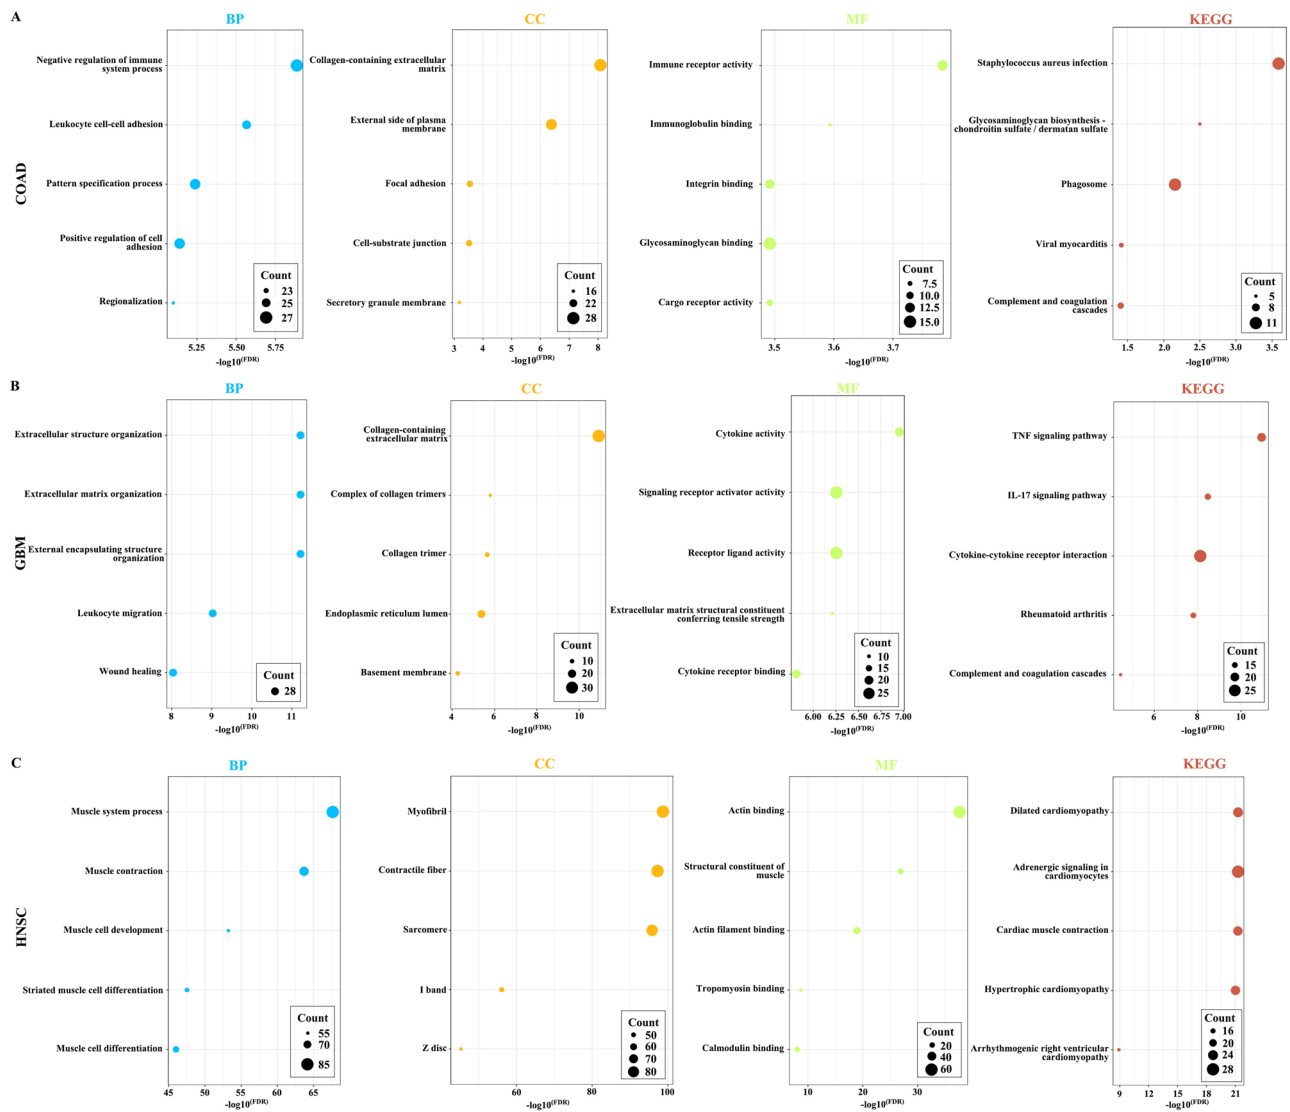 A
BP
CC
MF
KEGG
COAD
Negative regulation of immune
system process
Leukocyte cell-cell adhesion
Pattern specification process
Positive regulation of cell
adhesion
Regionalization
Count
23
25
27
5.25 5.50 5.75
-log10(FDR)
Collagen-containing extracellular
matrix
External side of plasma
membrane
Focal adhesion
Cell-substrate junction
Secretory granule membrane
Count
16
22
28
3 4 5 6 7 8
-log10(FDR)
Immune receptor activity
Immunoglobulin binding
Integrin binding
Glycosaminoglycan binding
Cargo receptor activity
Count
7.5
10.0
12.5
15.0
3.5 3.6 3.7
-log10(FDR)
Staphylococcus aureus infection
Glycosaminoglycan biosynthesis -
chondroitin sulfate / dermatan sulfate
Phagosome
Viral myocarditis
Complement and coagulation
cascades
Count
5
8
11
1.5 2.0 2.5 3.0 3.5
-log10(FDR)
B
BP
CC
MF
KEGG
GBM
Extracellular structure organization
Extracellular matrix organization
External encapsulating structure
organization
Leukocyte migration
Wound healing
Count
28
8 9 10 11
-log10(FDR)
Collagen-containing
extracellular matrix
Complex of collagen trimers
Collagen trimer
Endoplasmic reticulum lumen
Basement membrane
Count
10
20
30
4 6 8 10
-log10(FDR)
Cytokine activity
Signaling receptor activator activity
Receptor ligand activity
Extracellular matrix structural constituent
conferring tensile strength
Cytokine receptor binding
Count
10
15
20
25
6.00 6.25 6.50 6.75 7.00
-log10(FDR)
TNF signaling pathway
IL-17 signaling pathway
Cytokine-cytokine receptor interaction
Rheumatoid arthritis
Complement and coagulation cascades
Count
15
20
25
6 8 10
-log10(FDR)
C
BP
CC
MF
KEGG
HNSC
Muscle system process
Muscle contraction
Muscle cell development
Striated muscle cell differentiation
Muscle cell differentiation
Count
55
70
85
45 50 55 60 65
-log10(FDR)
Myofibril
Contractile fiber
Sarcomere
I band
Z disc
Count
50
60
70
80
60 80 100
-log10(FDR)
Actin binding
Structural constituent of
muscle
Actin filament binding
Tropomyosin binding
Calmodulin binding
Count
20
40
60
10 20 30
-log10(FDR)
Dilated cardiomyopathy
Adrenergic signaling in
cardiomyocytes
Cardiac muscle contraction
Hypertrophic cardiomyopathy
Arrhythmogenic right ventricular
cardiomyopathy
Count
16
20
24
28
9 12 15 18 21
-log10(FDR)